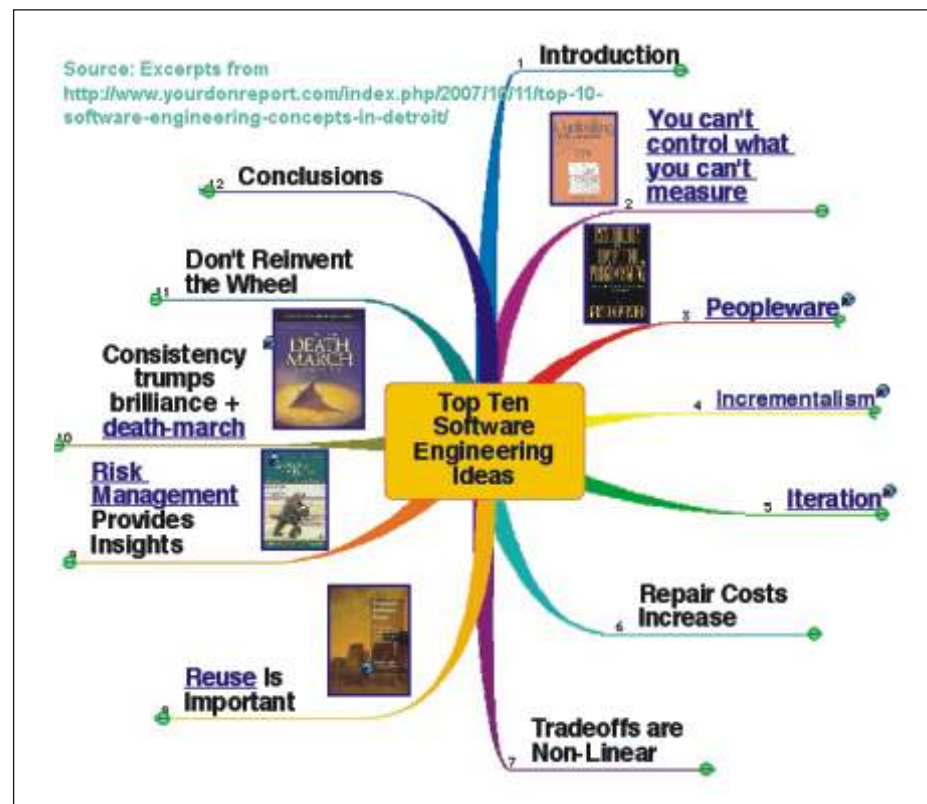 Source: Excerpts from
http://www.yourdonreport.com/index.php/2007/10/11/top-10-
software-engineering-concepts-in-detroit/
1 Introduction
You can't
control what
you can't
measure
2
3 Peopleware
4 Incrementalism
5 Iteration
6 Repair Costs
Increase
7 Tradeoffs are
Non-Linear
8 Reuse Is
Important
9 Risk
Management
Provides
Insights
10 Consistency
trumps
brilliance +
death-march
11 Don't Reinvent
the Wheel
12 Conclusions
Top Ten
Software
Engineering
Ideas
DEATH
MARCH